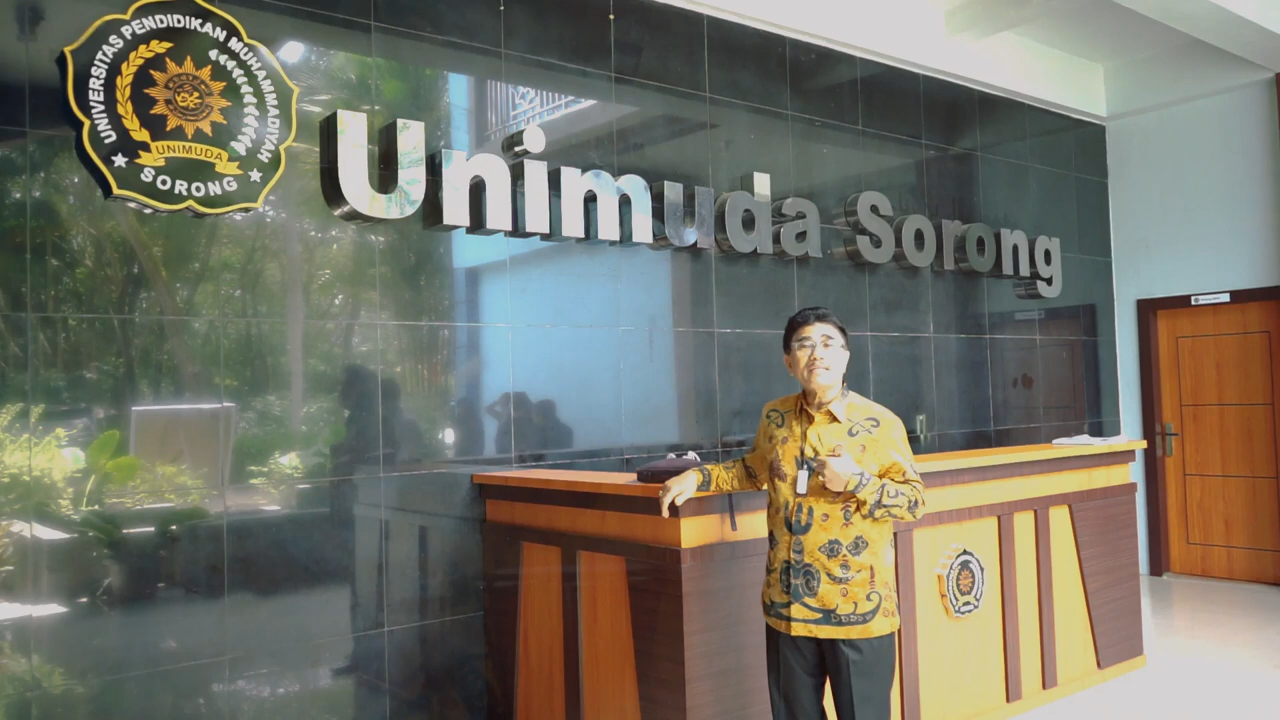 UNIVERSITAS PENDIDIKAN MUHAMMADIYAH
UNIMUDA
SORONG
Unimuda Sorong